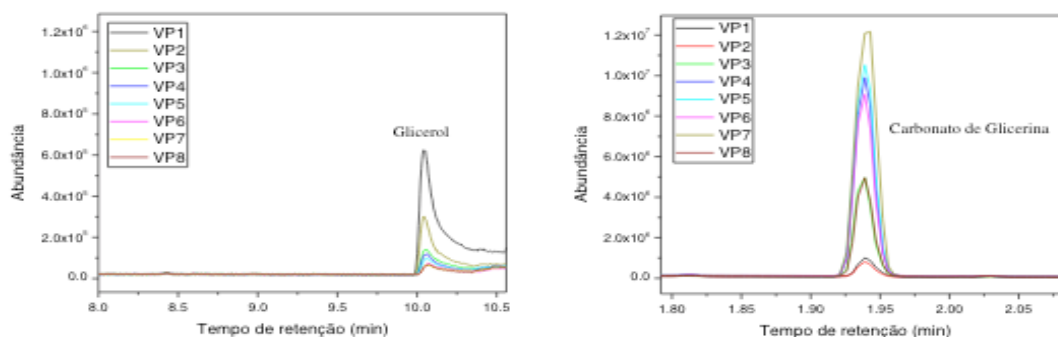 1.2x10⁶
1.0x10⁶
8.0x10⁵
6.0x10⁵
4.0x10⁵
2.0x10⁵
0.0
Abundância
VP1
VP2
VP3
VP4
VP5
VP6
VP7
VP8
Glicerol
8.0 8.5 9.0 9.5 10.0 10.5
Tempo de retenção (min)
1.2x10⁷
1.0x10⁷
8.0x10⁶
6.0x10⁶
4.0x10⁶
2.0x10⁶
0.0
Abundância
VP1
VP2
VP3
VP4
VP5
VP6
VP7
VP8
Carbonato de Glicerina
1.80 1.85 1.90 1.95 2.00 2.05
Tempo de retenção (min)